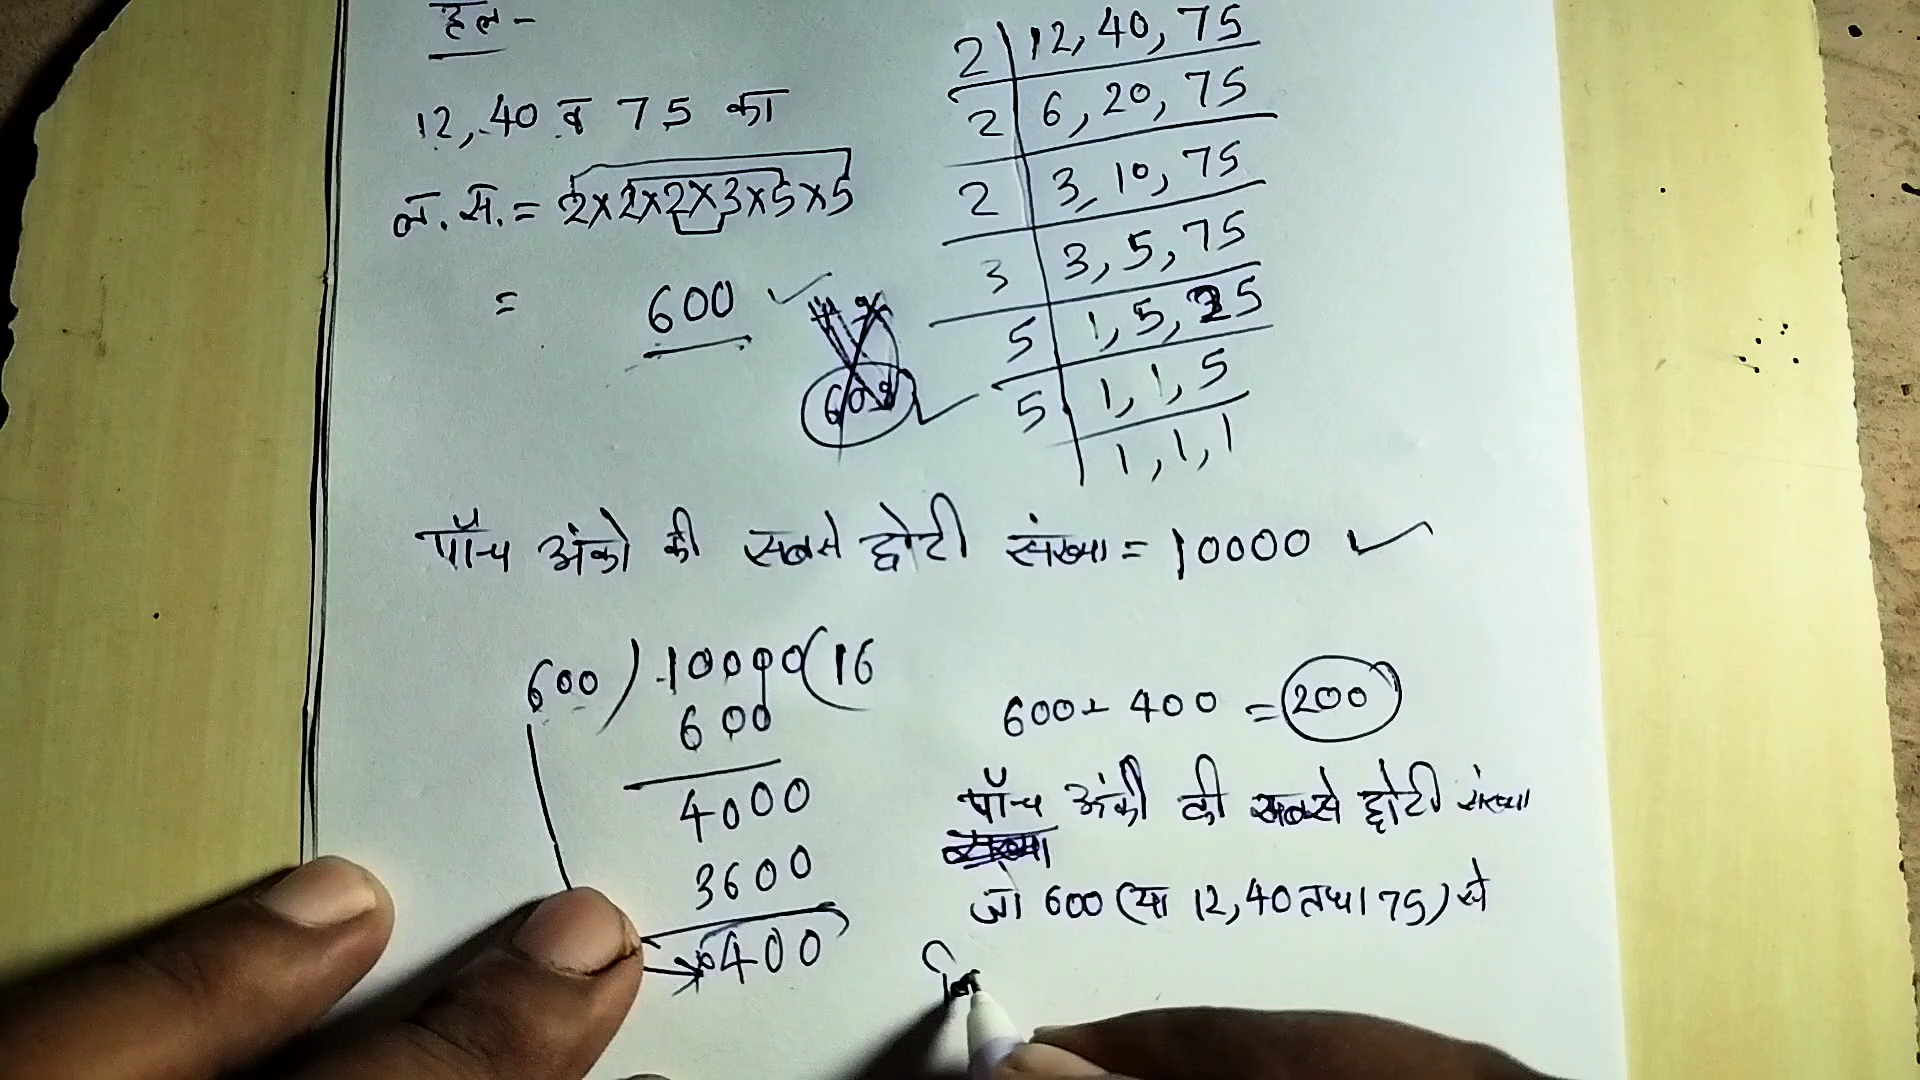 हल-
12, 40 व 75 का
ल. स. = 2×2×2×3×5×5
= 600
2 | 12, 40, 75
2 | 6, 20, 75
2 | 3, 10, 75
3 | 3, 5, 75
5 | 1, 5, 25
5 | 1, 1, 5
1, 1, 1
पाँच अंको की सबसे छोटी संख्या = 10000
600 ) 10000 ( 16
600
4000
3600
400
600 - 400 = 200
पाँच अंकी की सबसे छोटी संख्या
जो 600 (या 12, 40 तथा 75) से